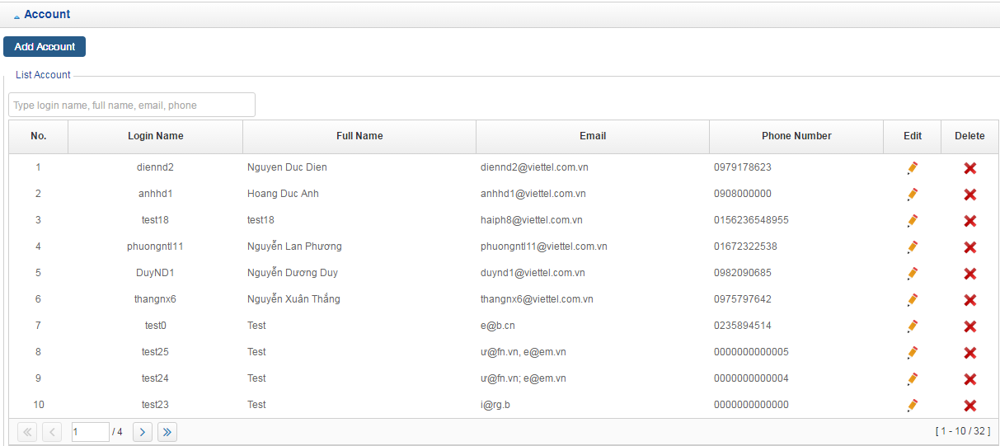 Account
Add Account
List Account
Type login name, full name, email, phone
No. Login Name Full Name Email Phone Number Edit Delete
1 diennd2 Nguyen Duc Dien diennd2@viettel.com.vn 0979178623
2 anhhd1 Hoang Duc Anh anhhd1@viettel.com.vn 0908000000
3 test18 test18 haiph8@viettel.com.vn 0156236548955
4 phuongntl11 Nguyễn Lan Phương phuongntl11@viettel.com.vn 01672322538
5 DuyND1 Nguyễn Dương Duy duynd1@viettel.com.vn 0982090685
6 thangnx6 Nguyễn Xuân Thắng thangnx6@viettel.com.vn 0975797642
7 test0 Test e@b.cn 0235894514
8 test25 Test ư@fn.vn, e@em.vn 0000000000005
9 test24 Test ư@fn.vn; e@em.vn 0000000000004
10 test23 Test i@rg.b 0000000000000
1 / 4 [ 1 - 10 / 32 ]